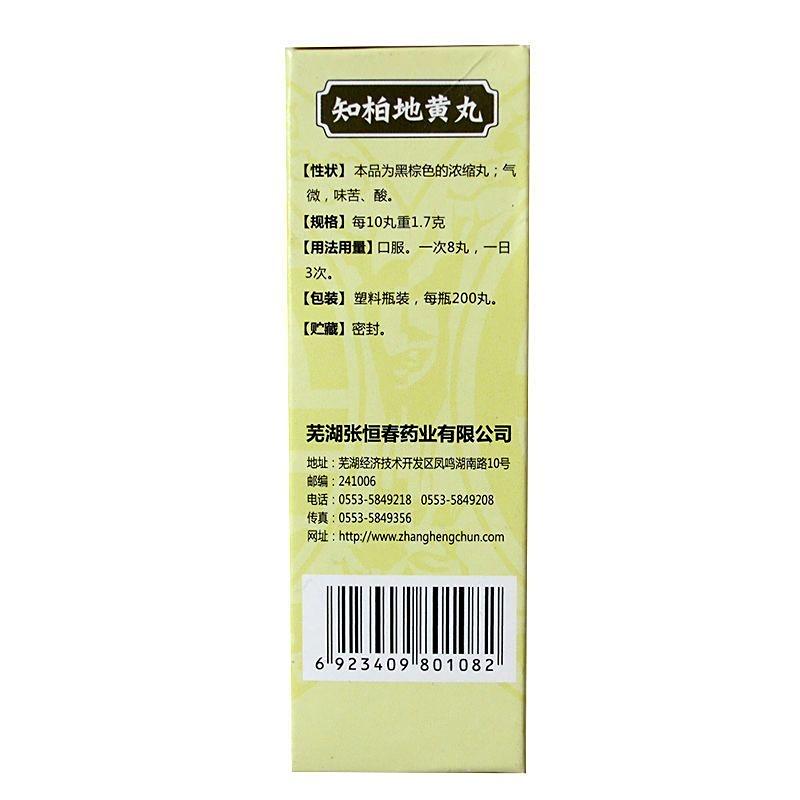 知柏地黄丸
【性状】本品为黑棕色的浓缩丸；气
微，味苦、酸。
【规格】每10丸重1.7克
【用法用量】口服。一次8丸，一日
3次。
【包装】塑料瓶装，每瓶200丸。
【贮藏】密封。
芜湖张恒春药业有限公司
地址：芜湖经济技术开发区凤鸣湖南路10号
邮编：241006
电话：0553-5849218 0553-5849208
传真：0553-5849356
网址：http://www.zhanghengchun.com
6 923409 801082